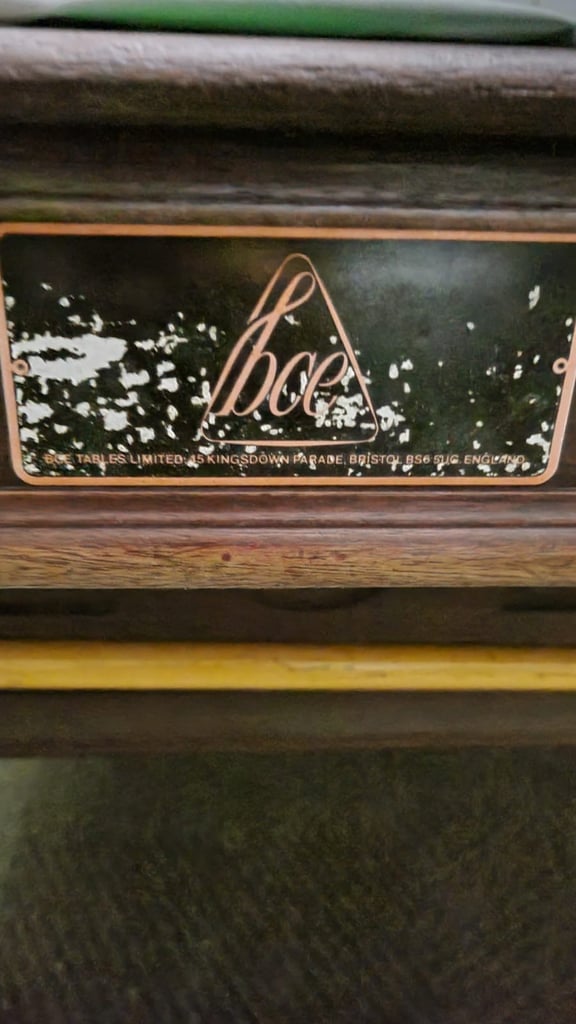 bce
BCE TABLES LIMITED: 45 KINGSDOWN PARADE, BRISTOL BS6 5UG. ENGLAND